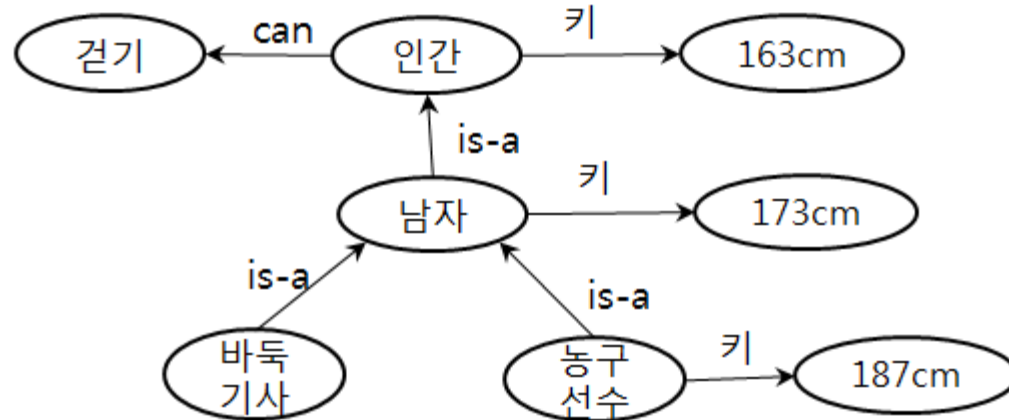 걷기
can
인간
키
163cm
is-a
남자
키
173cm
is-a
is-a
바둑
기사
농구
선수
키
187cm